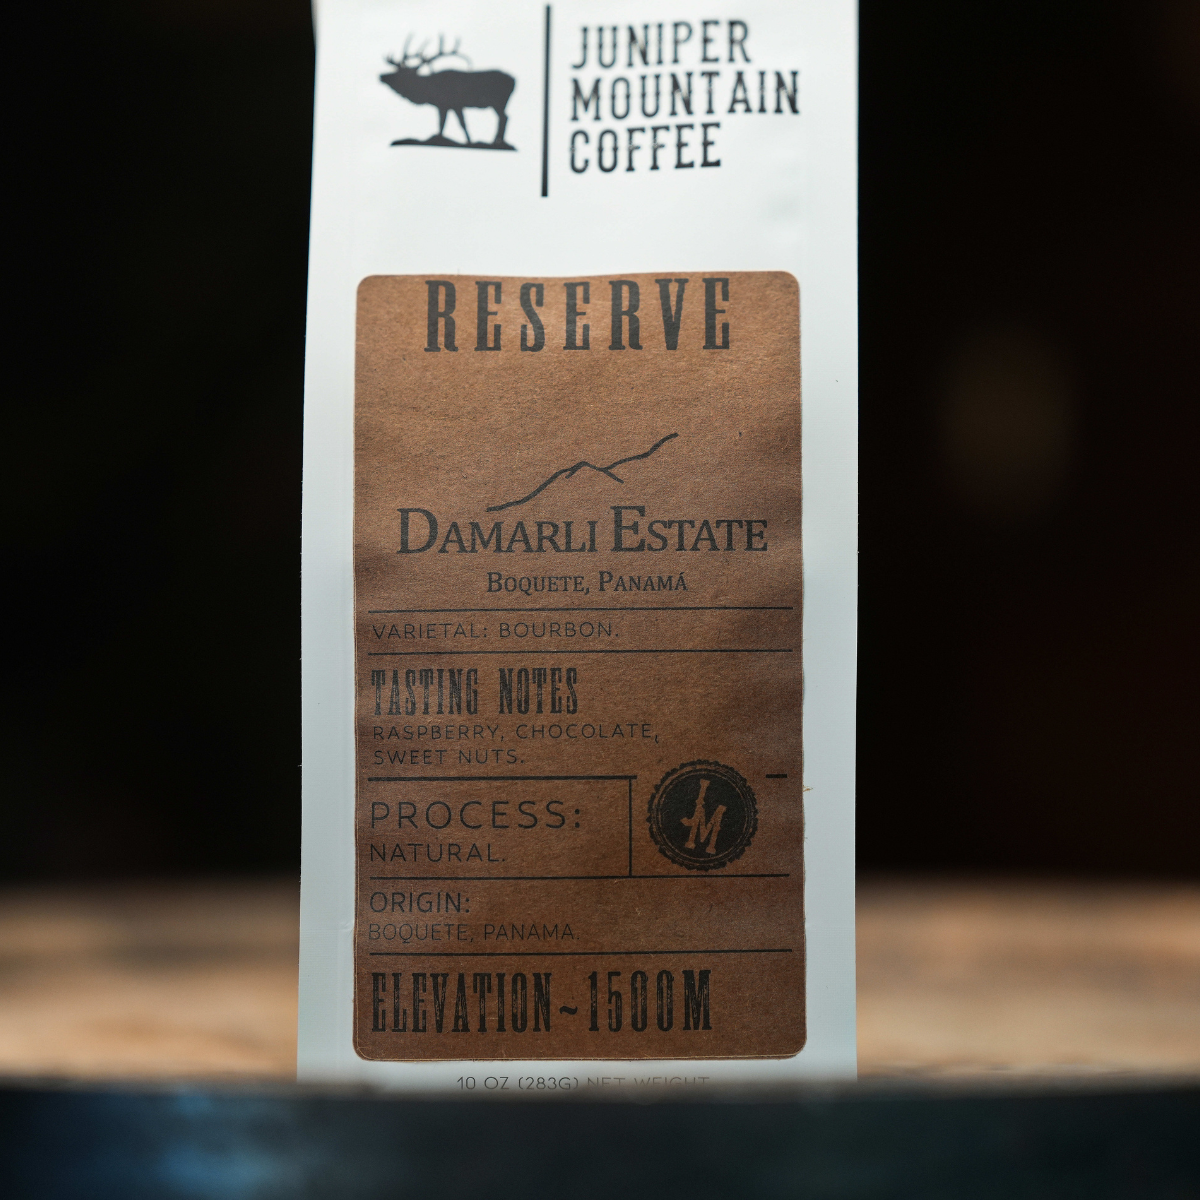 JUNIPER
MOUNTAIN
COFFEE
RESERVE
DAMARLI ESTATE
BOQUETE, PANAMÁ
VARIETAL: BOURBON.
TASTING NOTES
RASPBERRY, CHOCOLATE,
SWEET NUTS.
JM
PROCESS:
NATURAL.
ORIGIN:
BOQUETE, PANAMA.
ELEVATION~1500M
10 OZ (283G) NET WEIGHT